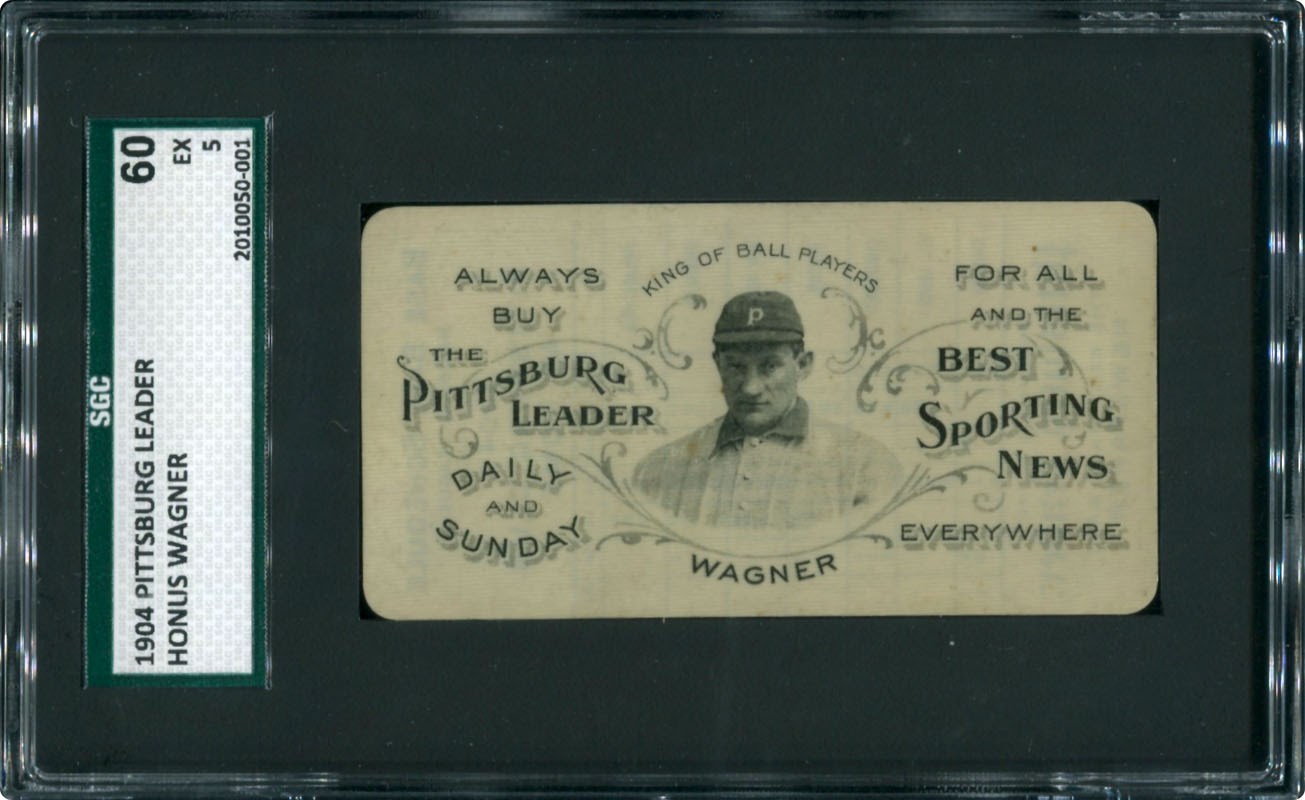 SGC
1904 PITTSBURG LEADER
HONUS WAGNER
60
EX
5
2010050-001
ALWAYS
BUY
THE
PITTSBURG
LEADER
DAILY
AND
SUNDAY
KING OF BALL PLAYERS
P
WAGNER
FOR ALL
AND THE
BEST
SPORTING
NEWS
EVERYWHERE